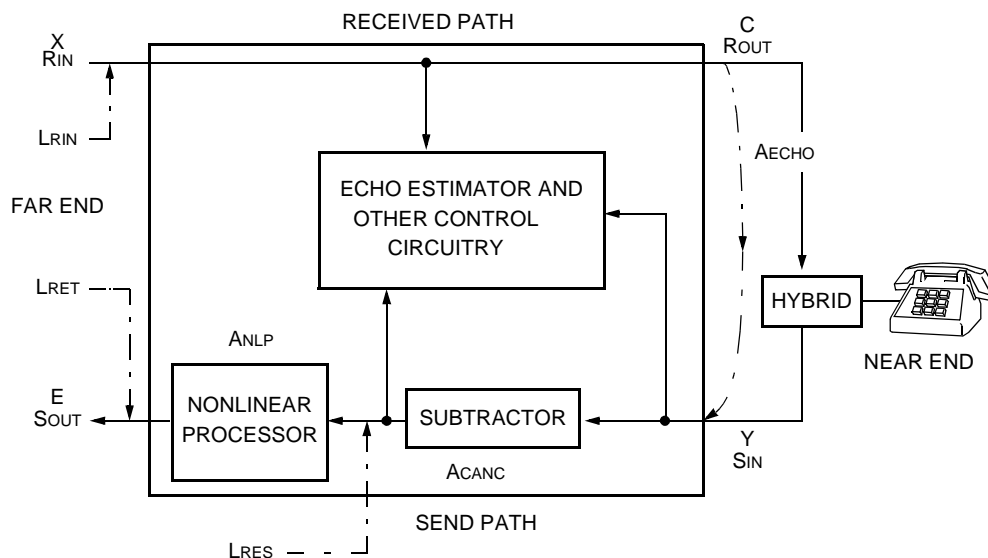 RECEIVED PATH
X
RIN
C
ROUT
LRIN
AECHO
ECHO ESTIMATOR AND
OTHER CONTROL
CIRCUITRY
FAR END
LRET
HYBRID
ANLP
NEAR END
E
SOUT
NONLINEAR
PROCESSOR
SUBTRACTOR
Y
SIN
ACANC
SEND PATH
LRES